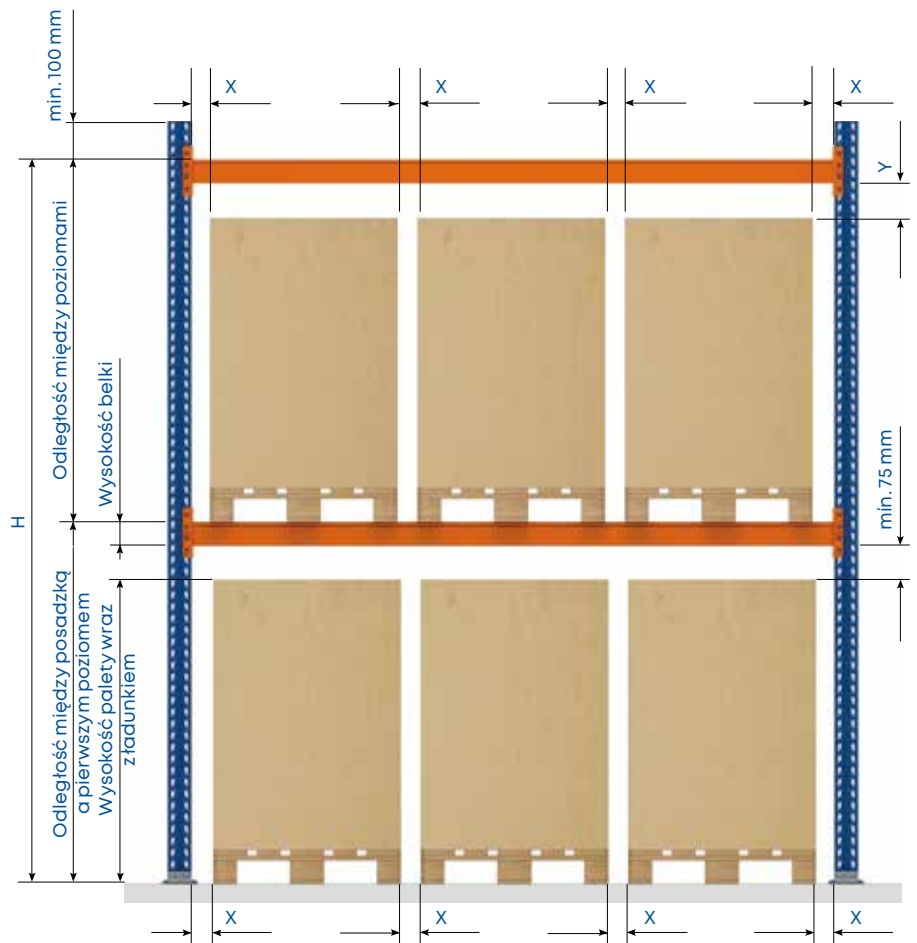 min. 100 mm
X
X
X
X
Y
Odległość między poziomami
Wysokość belki
min. 75 mm
H
Odległość między posadzką
a pierwszym poziomem
Wysokość palety wraz
z ładunkiem
X
X
X
X